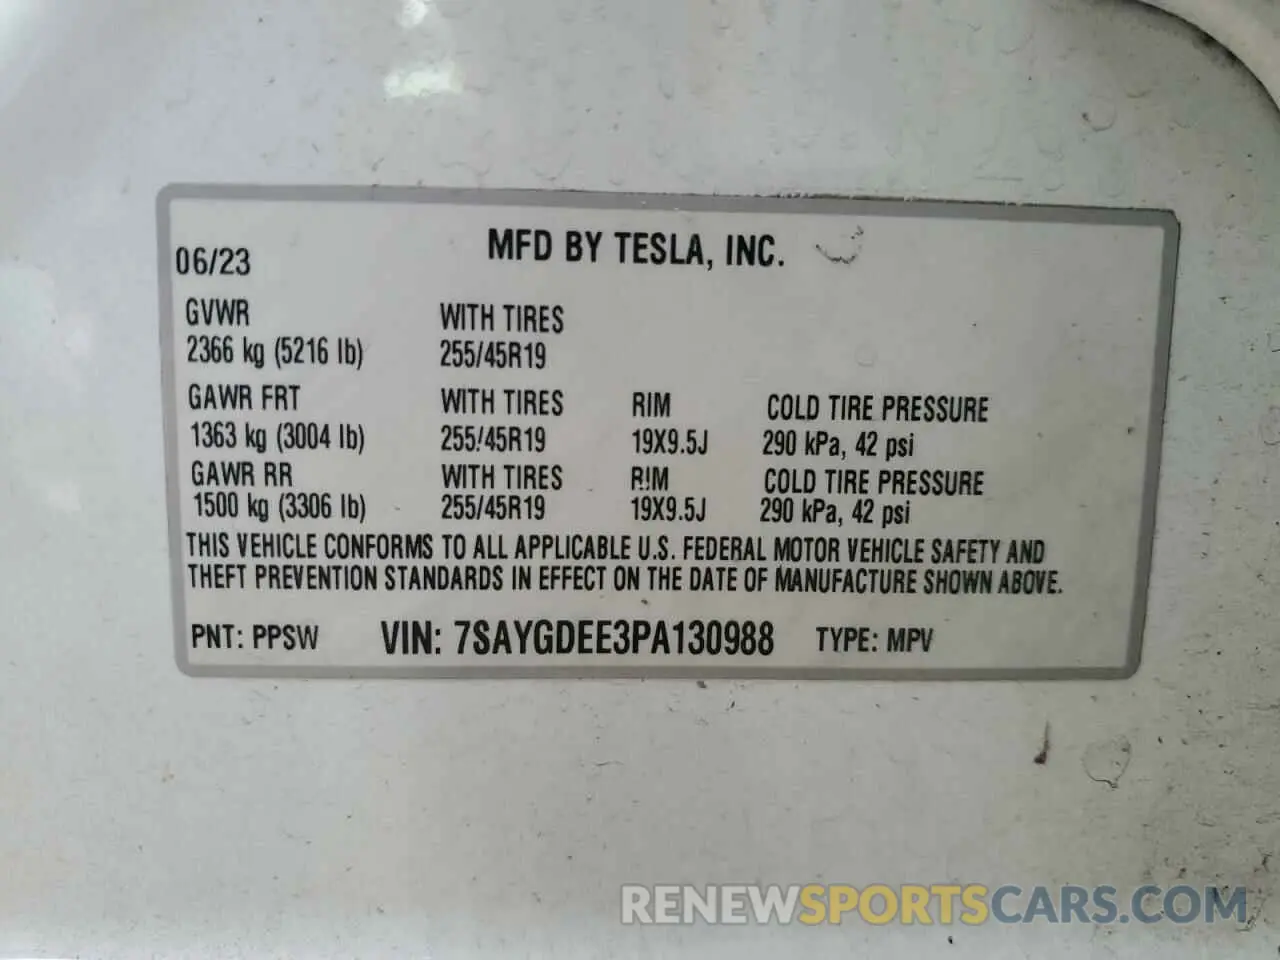 06/23 MFD BY TESLA, INC.
GVWR WITH TIRES
2366 kg (5216 lb) 255/45R19
GAWR FRT WITH TIRES RIM COLD TIRE PRESSURE
1363 kg (3004 lb) 255/45R19 19X9.5J 290 kPa, 42 psi
GAWR RR WITH TIRES RIM COLD TIRE PRESSURE
1500 kg (3306 lb) 255/45R19 19X9.5J 290 kPa, 42 psi
THIS VEHICLE CONFORMS TO ALL APPLICABLE U.S. FEDERAL MOTOR VEHICLE SAFETY AND
THEFT PREVENTION STANDARDS IN EFFECT ON THE DATE OF MANUFACTURE SHOWN ABOVE.
PNT: PPSW VIN: 7SAYGDEE3PA130988 TYPE: MPV
RENEWSPORTSCARS.COM